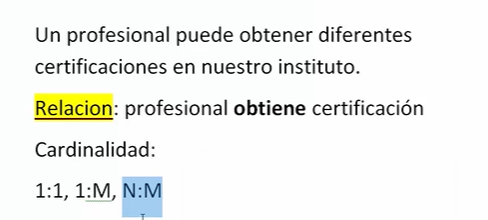 Un profesional puede obtener diferentes
certificaciones en nuestro instituto.
Relacion: profesional obtiene certificación
Cardinalidad:
1:1, 1:M, N:M